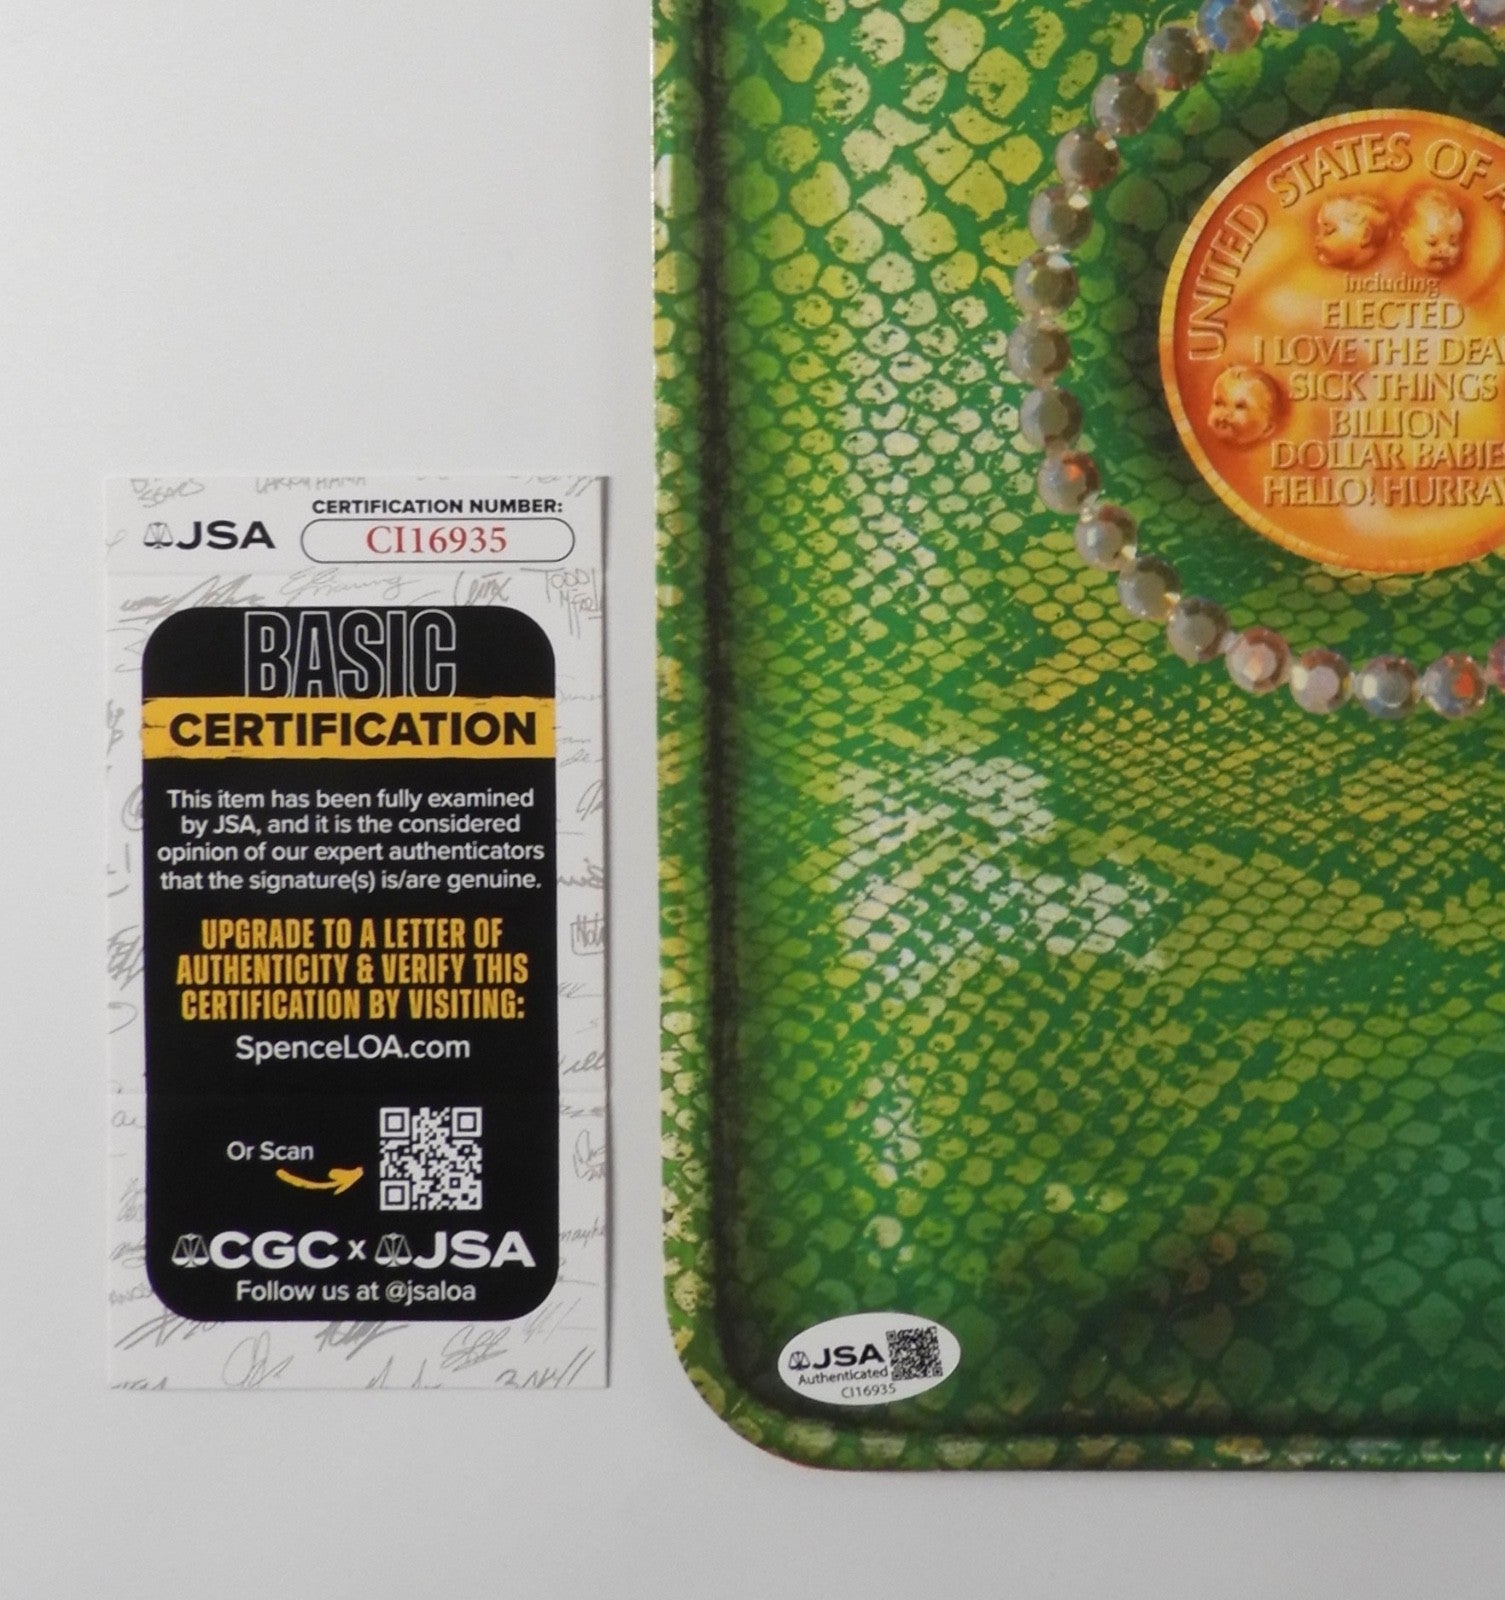 JSA
CERTIFICATION NUMBER:
CI16935
BASIC
CERTIFICATION
This item has been fully examined
by JSA, and it is the considered
opinion of our expert authenticators
that the signature(s) is/are genuine.
UPGRADE TO A LETTER OF
AUTHENTICITY & VERIFY THIS
CERTIFICATION BY VISITING:
SpenceLOA.com
Or Scan
CGC x JSA
Follow us at @jsaloa
UNITED STATES OF A
including
ELECTED
I LOVE THE DEA
SICK THINGS
BILLION
DOLLAR BABIE
HELLO! HURRAY
JSA
Authenticated
CI16935